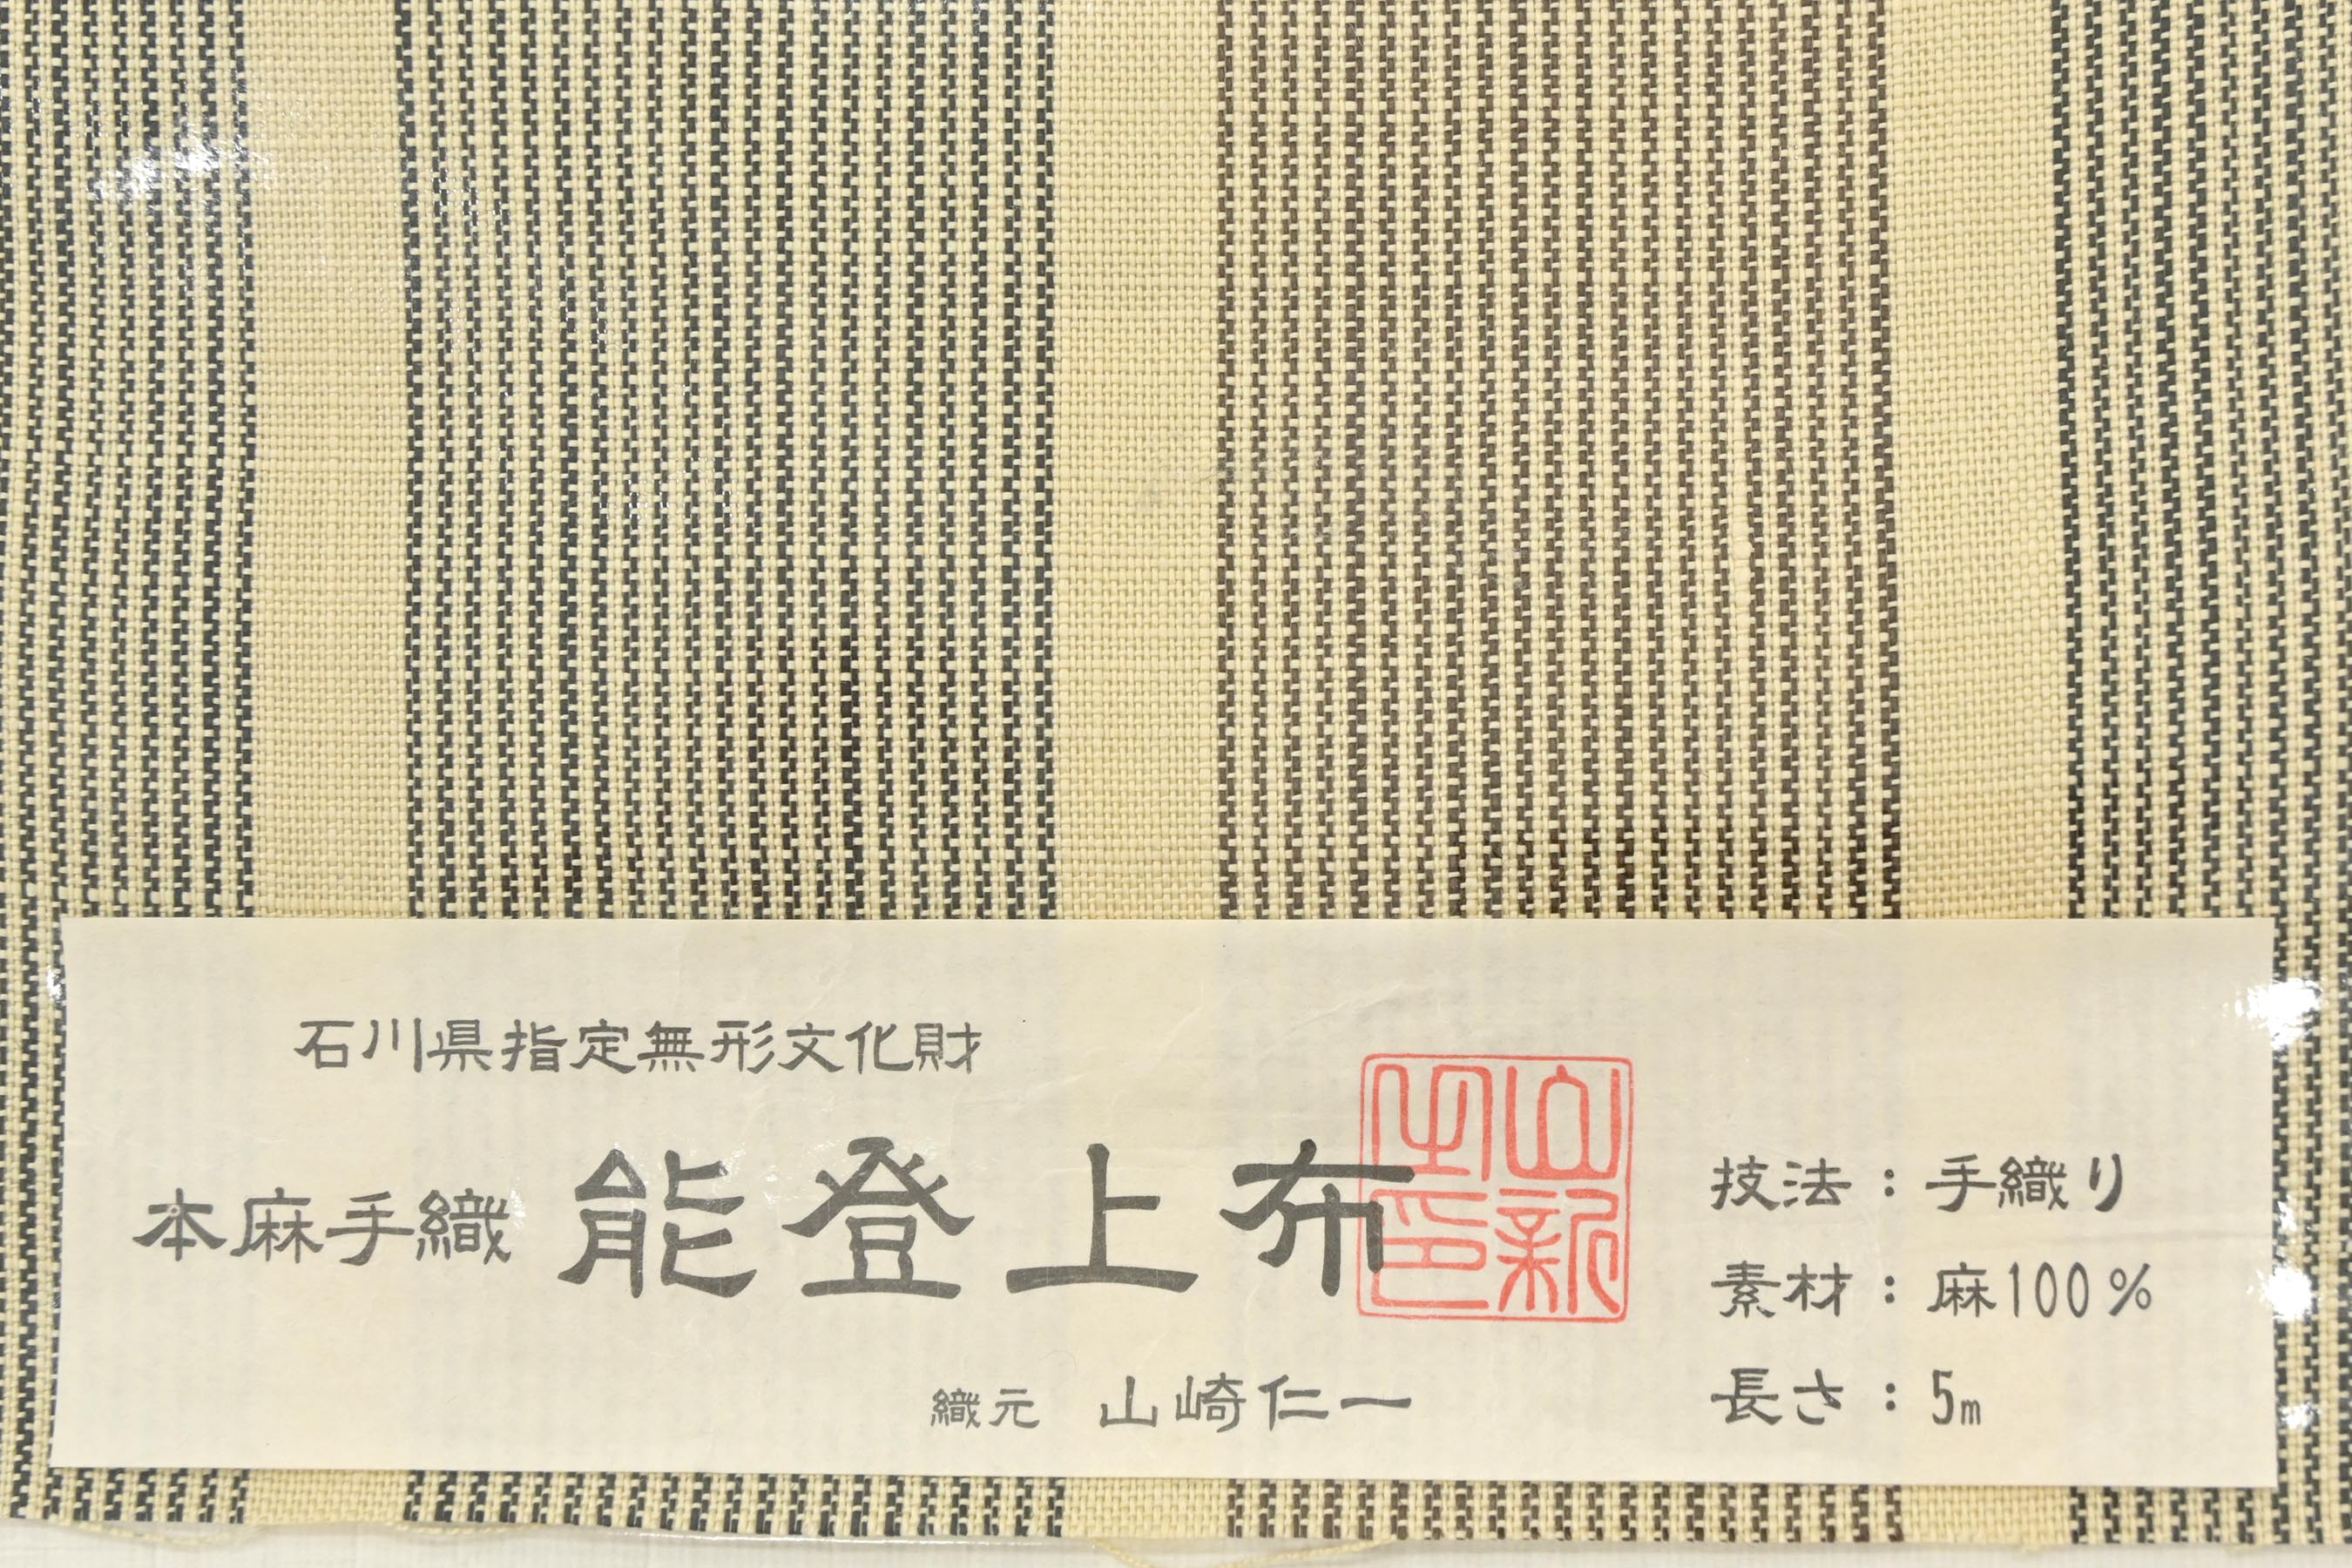 石川県指定無形文化財
本麻手織 能登上布
織元 山崎仁一
技法：手織り
素材：麻100％
長さ：5m